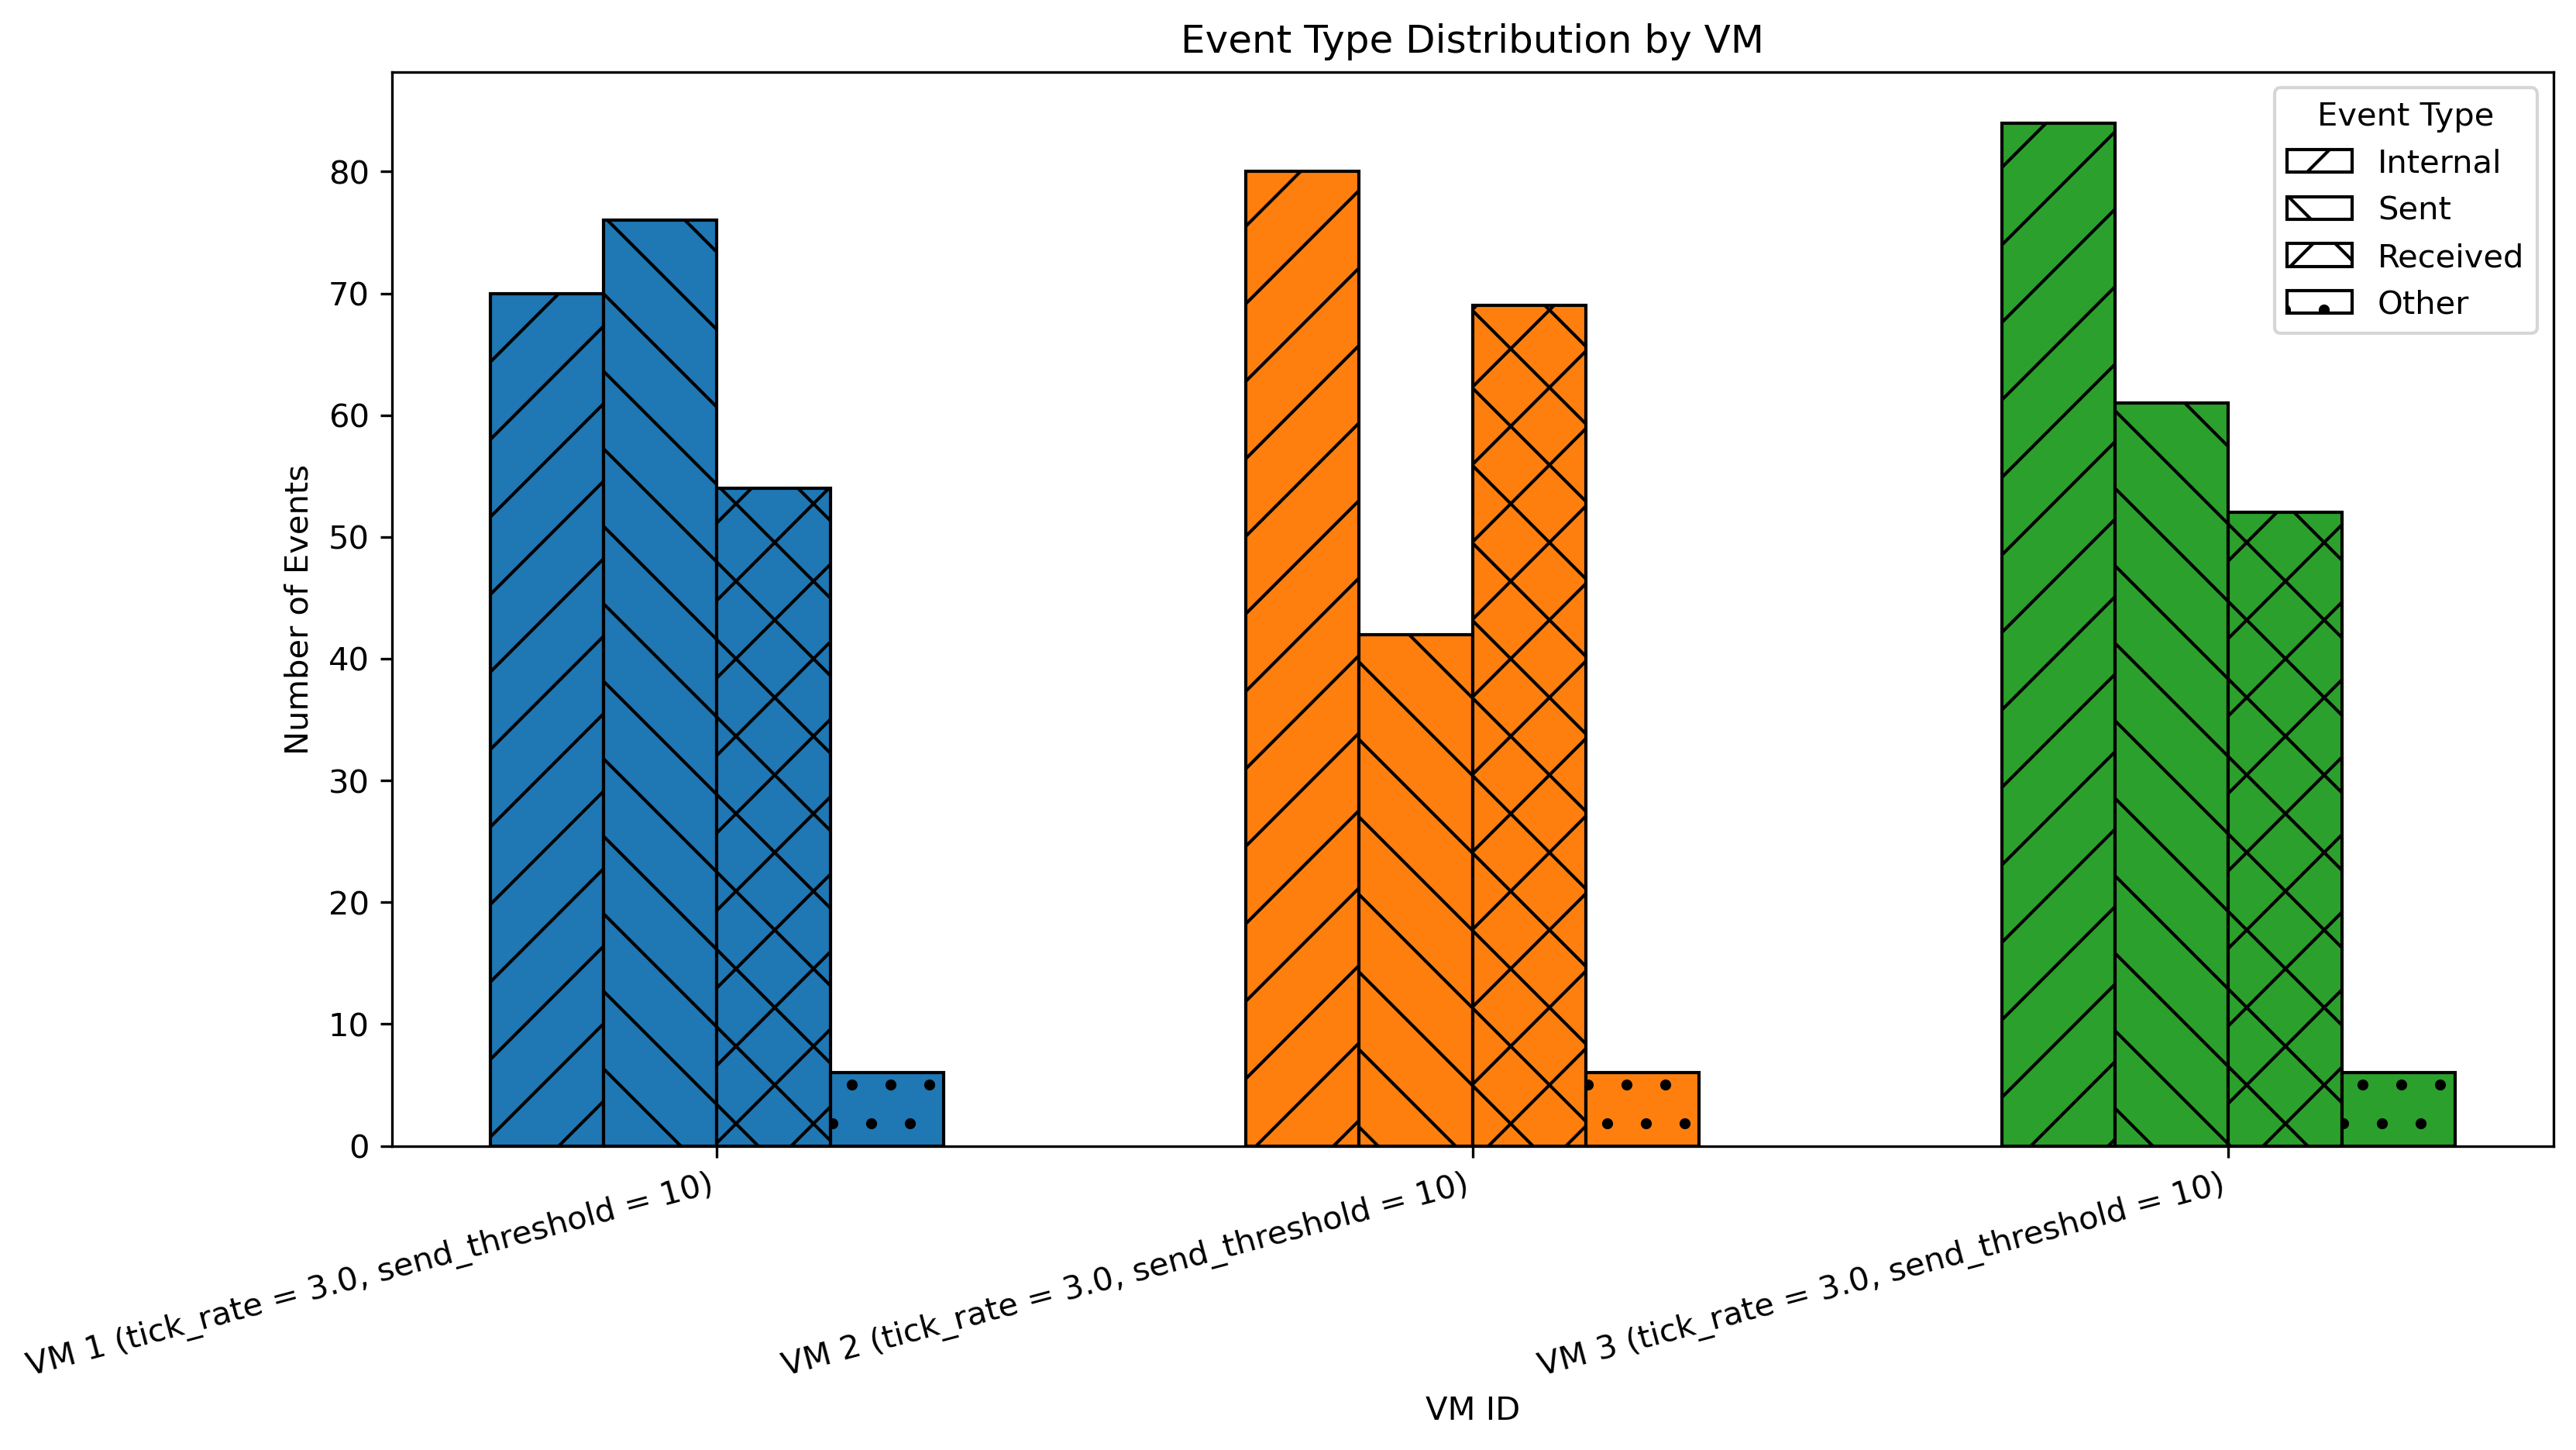 Event Type Distribution by VM
Number of Events
80
70
60
50
40
30
20
10
0
Event Type
Internal
Sent
Received
Other
VM 1 (tick_rate = 3.0, send_threshold = 10)
VM 2 (tick_rate = 3.0, send_threshold = 10)
VM 3 (tick_rate = 3.0, send_threshold = 10)
VM ID